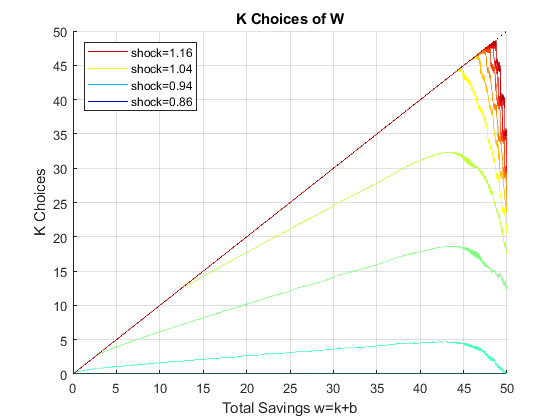 K Choices of W
50
45
40
35
30
25
20
15
10
5
0
K Choices
shock=1.16
shock=1.04
shock=0.94
shock=0.86
0 5 10 15 20 25 30 35 40 45 50
Total Savings w=k+b